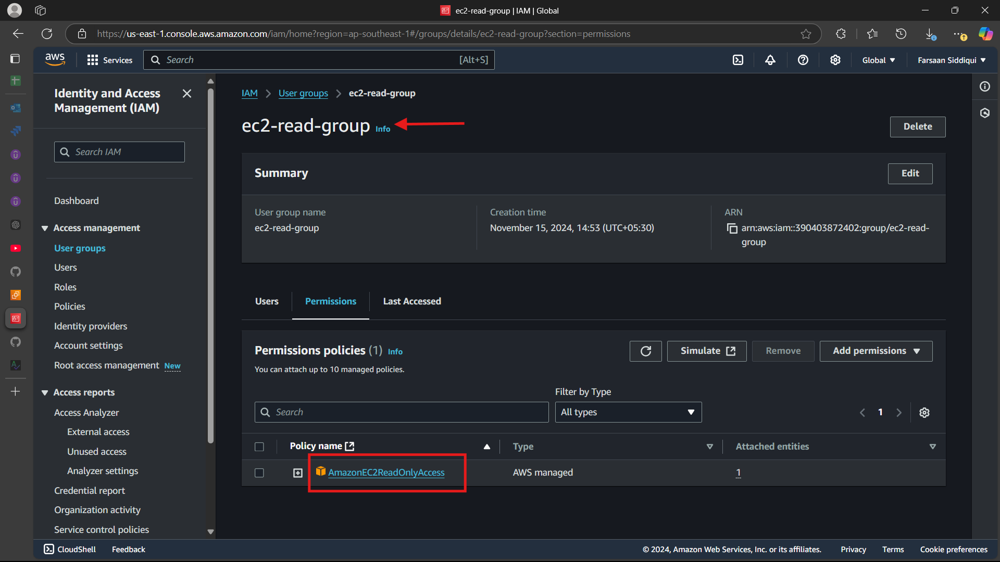 ec2-read-group | IAM | Global
https://us-east-1.console.aws.amazon.com/iam/home?region=ap-southeast-1#/groups/details/ec2-read-group?section=permissions
aws
Services
Search
[Alt+S]
Global
Farsaan Siddiqui
Identity and Access
Management (IAM)
Search IAM
Dashboard
Access management
User groups
Users
Roles
Policies
Identity providers
Account settings
Root access management New
Access reports
Access Analyzer
External access
Unused access
Analyzer settings
Credential report
Organization activity
Service control policies
IAM > User groups > ec2-read-group
ec2-read-group Info
Delete
Summary
Edit
User group name
ec2-read-group
Creation time
November 15, 2024, 14:53 (UTC+05:30)
ARN
arn:aws:iam::390403872402:group/ec2-read-
group
Users
Permissions
Last Accessed
Permissions policies (1) Info
You can attach up to 10 managed policies.
Simulate
Remove
Add permissions
Filter by Type
Search
All types
1
Policy name
Type
Attached entities
AmazonEC2ReadOnlyAccess
AWS managed
1
CloudShell
Feedback
© 2024, Amazon Web Services, Inc. or its affiliates.
Privacy
Terms
Cookie preferences